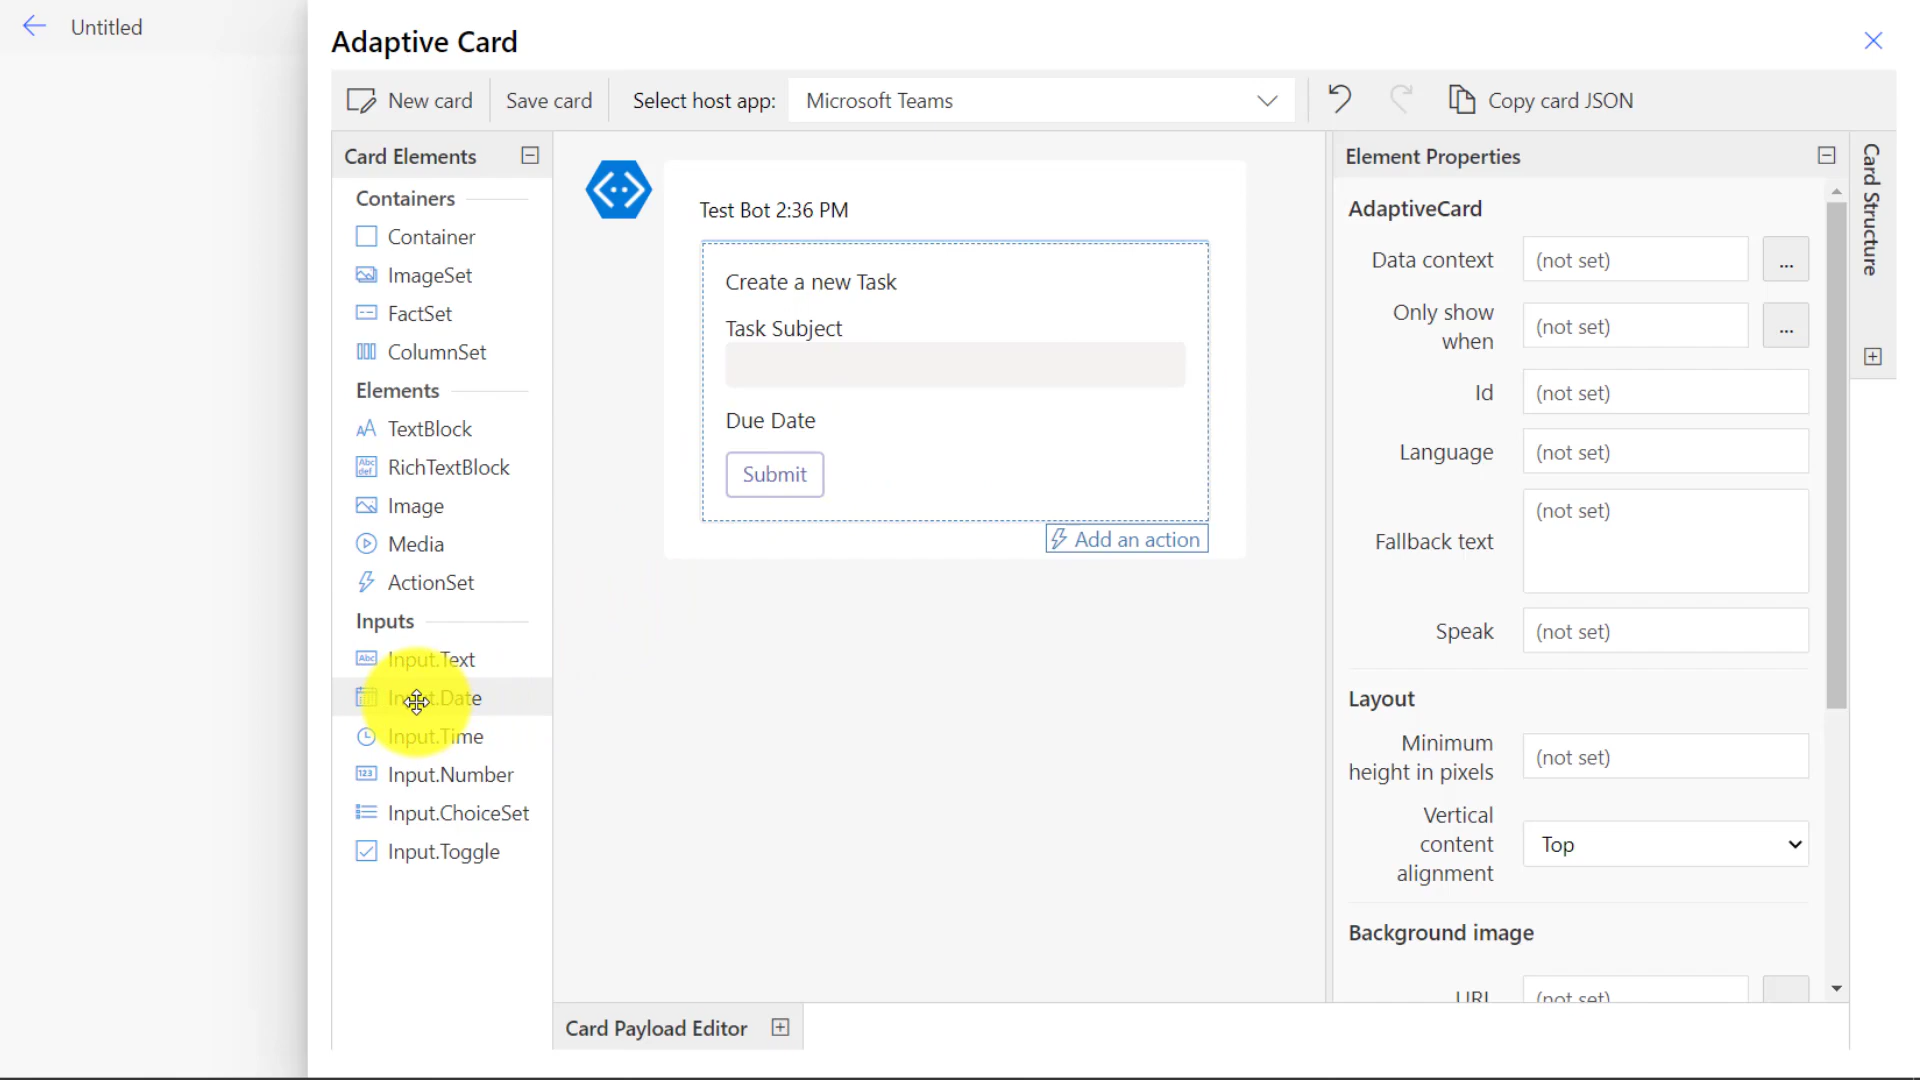 Untitled
Adaptive Card
New card
Save card
Select host app:
Microsoft Teams
Copy card JSON
Card Elements
Containers
Container
ImageSet
FactSet
ColumnSet
Elements
TextBlock
RichTextBlock
Image
Media
ActionSet
Inputs
Input.Text
Input.Date
Input.Time
Input.Number
Input.ChoiceSet
Input.Toggle
Test Bot 2:36 PM
Create a new Task
Task Subject
Due Date
Submit
Add an action
Card Payload Editor
Element Properties
AdaptiveCard
Data context
(not set)
...
Only show
when
(not set)
...
Id
(not set)
Language
(not set)
Fallback text
(not set)
Speak
(not set)
Layout
Minimum
height in pixels
(not set)
Vertical
content
alignment
Top
Background image
URL
(not set)
Card Structure